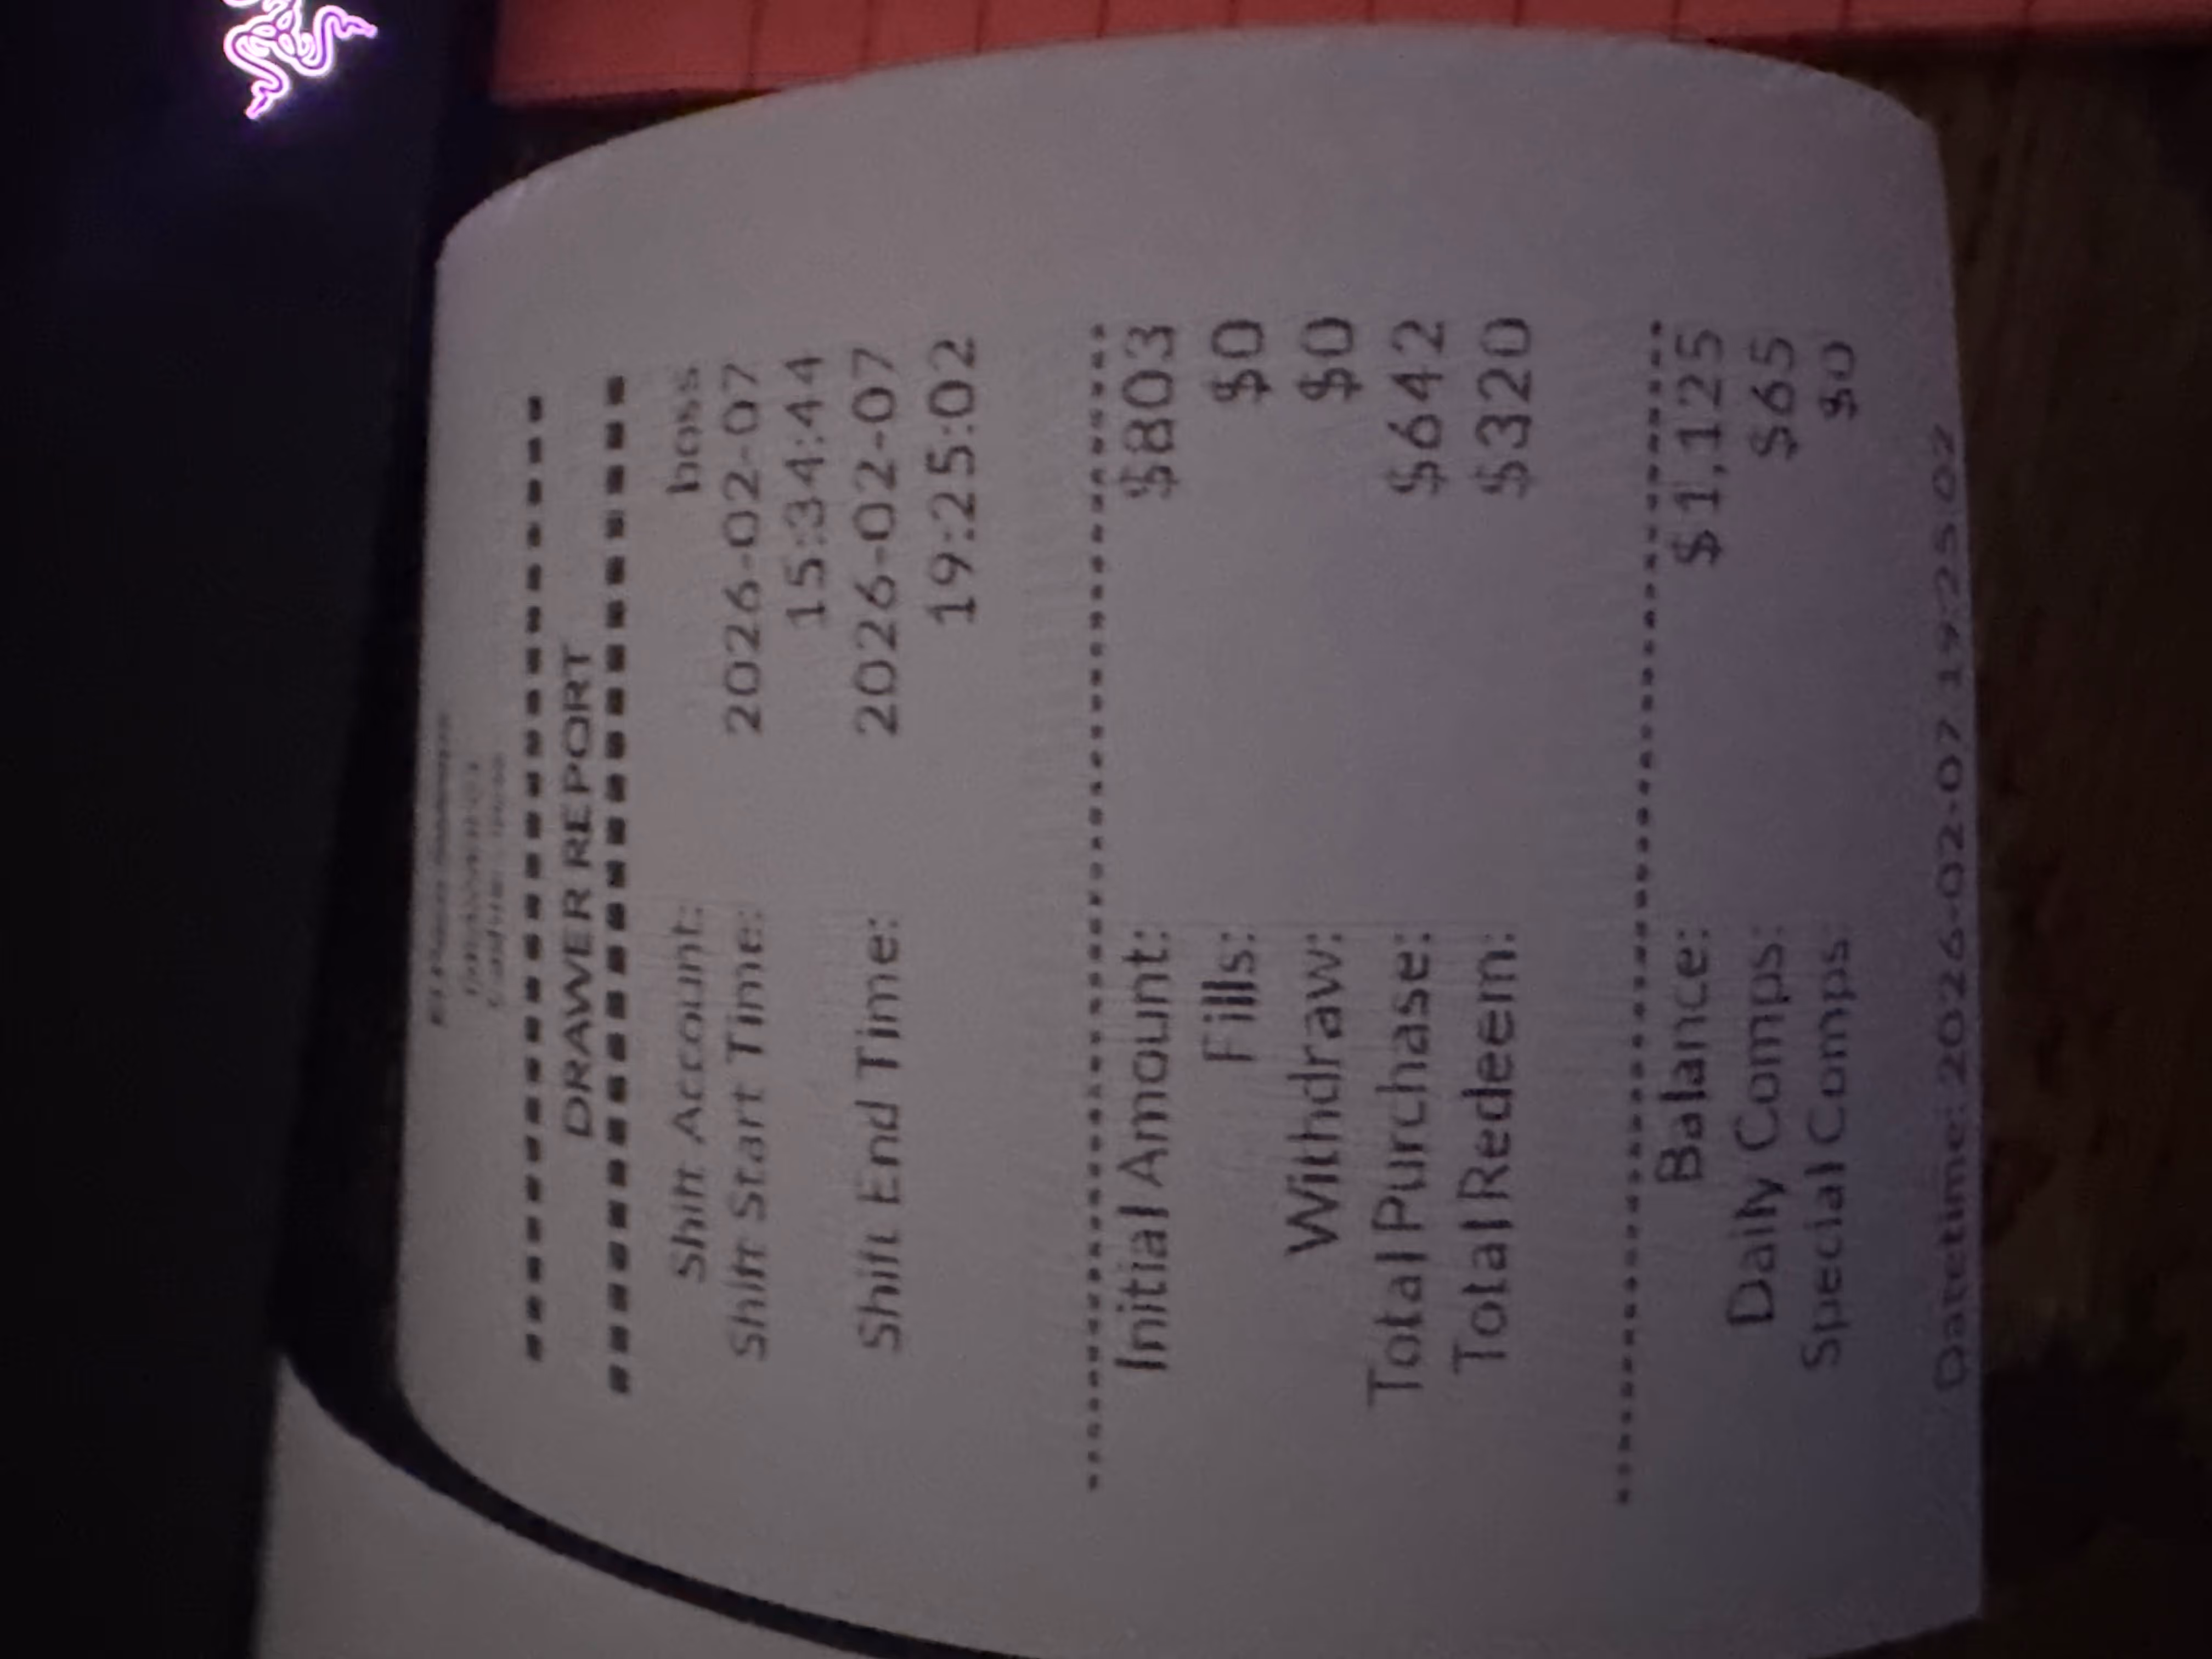 DRAWER REPORT
Shift Account: boss
Shift Start Time: 2026-02-07
15:34:44
Shift End Time: 2026-02-07
19:25:02
Initial Amount: $803
Fills: $0
Withdraw: $0
Total Purchase: $642
Total Redeem: $320
Balance: $1,125
Daily Comps: $65
Special Comps: $0
Datetime: 2026-02-07 19:25:02